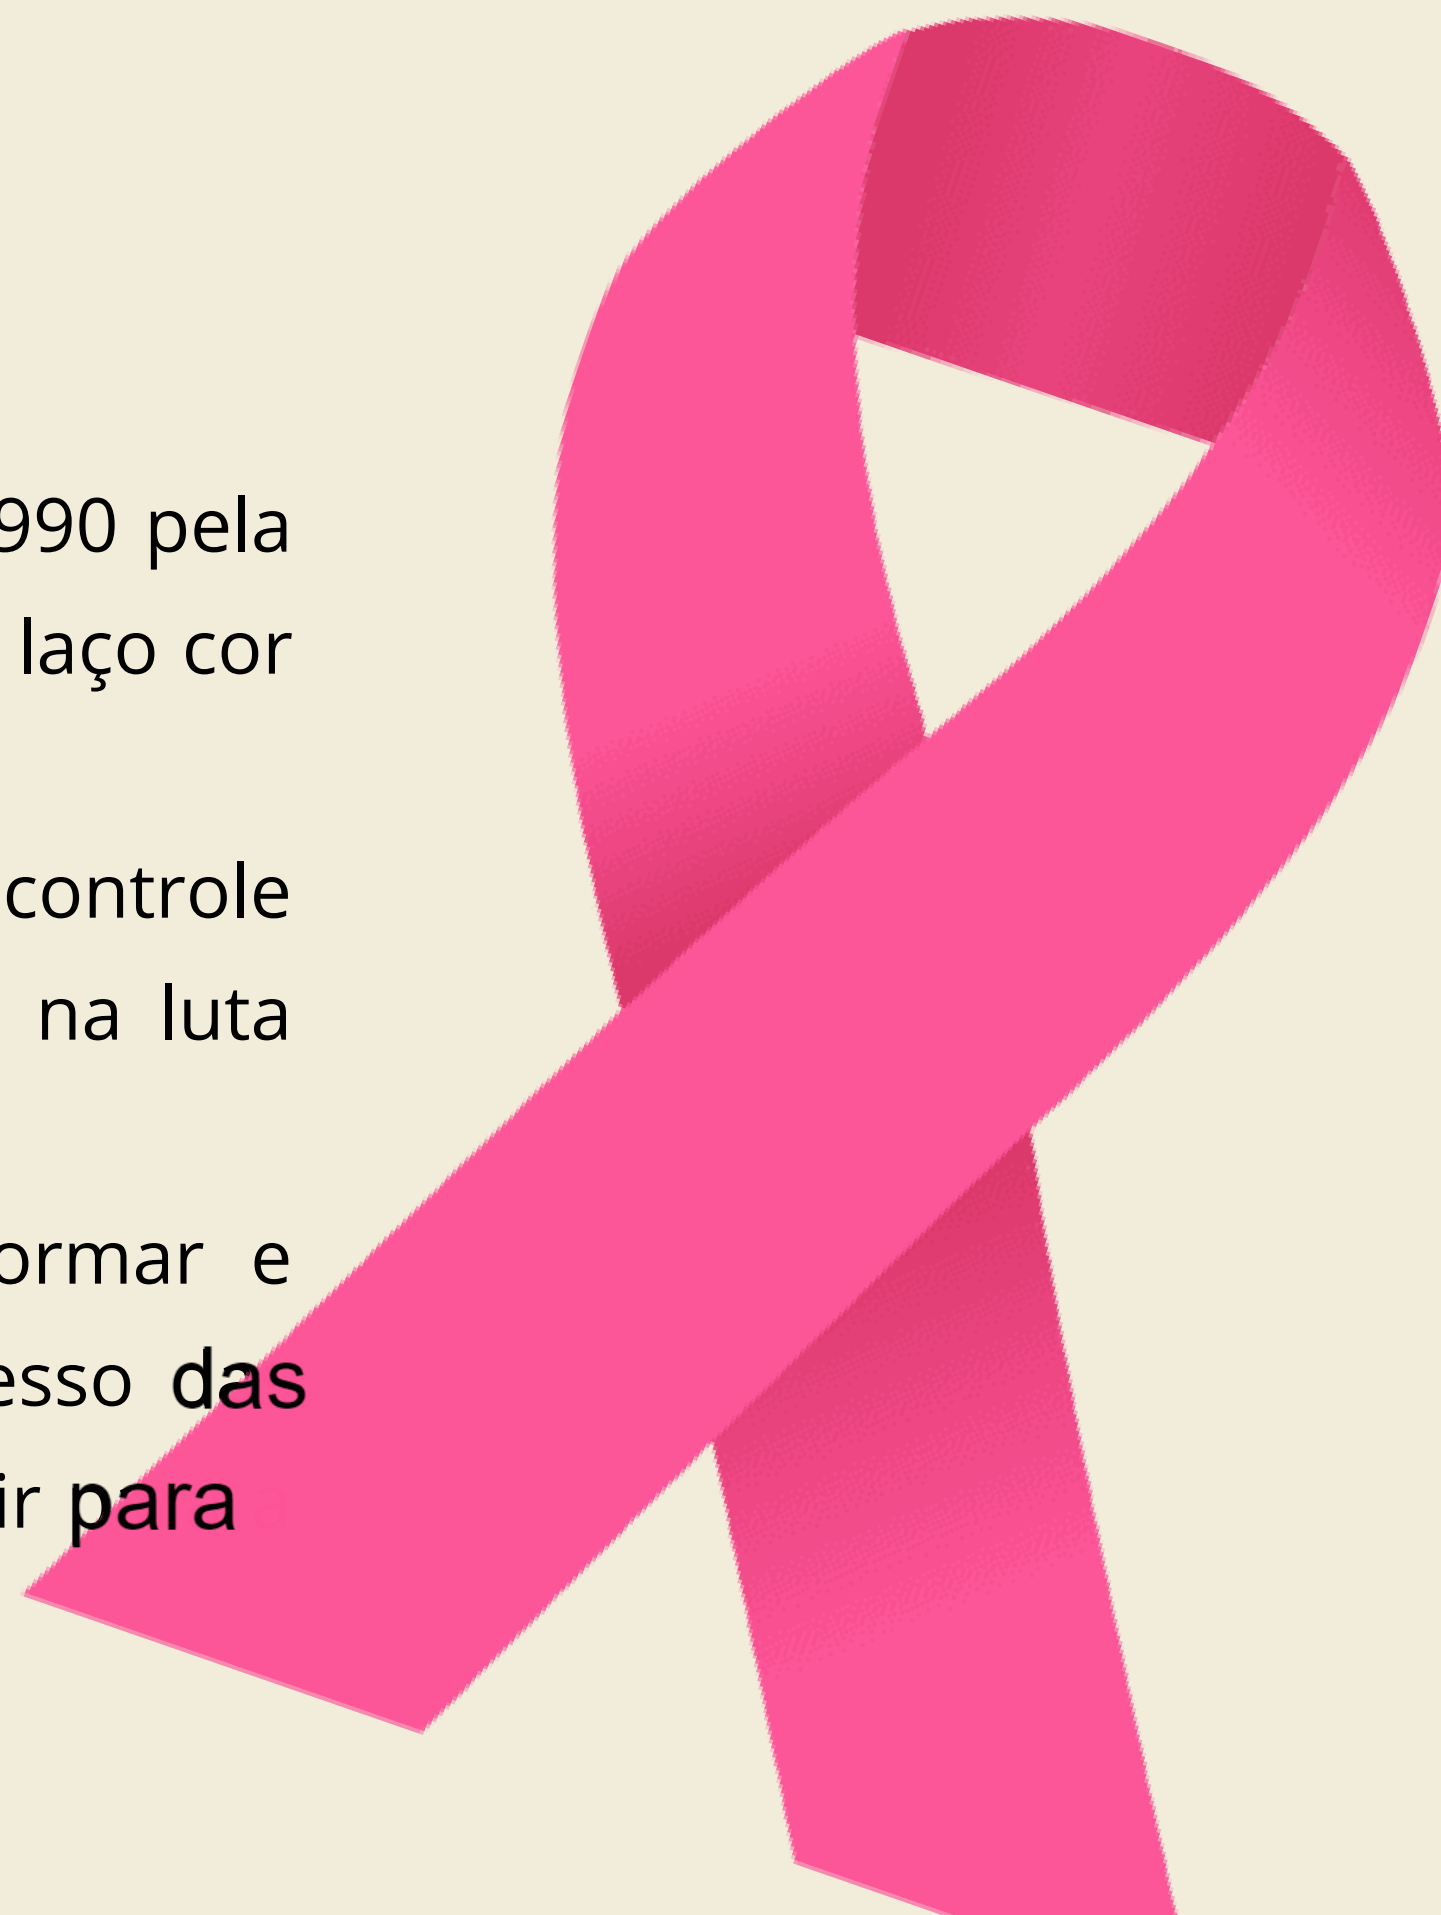 990 pela
laço cor
controle
na luta
ormar e
esso das
ir para a